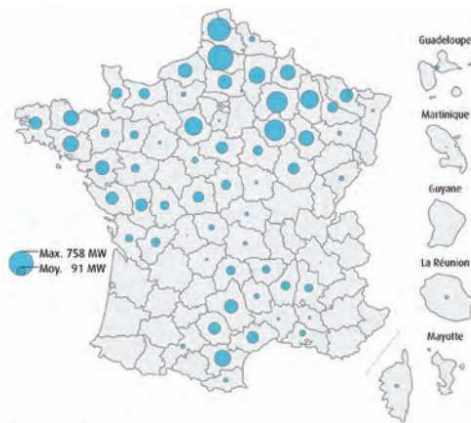 Guadeloupe
Martinique
Guyane
La Réunion
Mayotte
Max. 758 MW
Moy. 91 MW